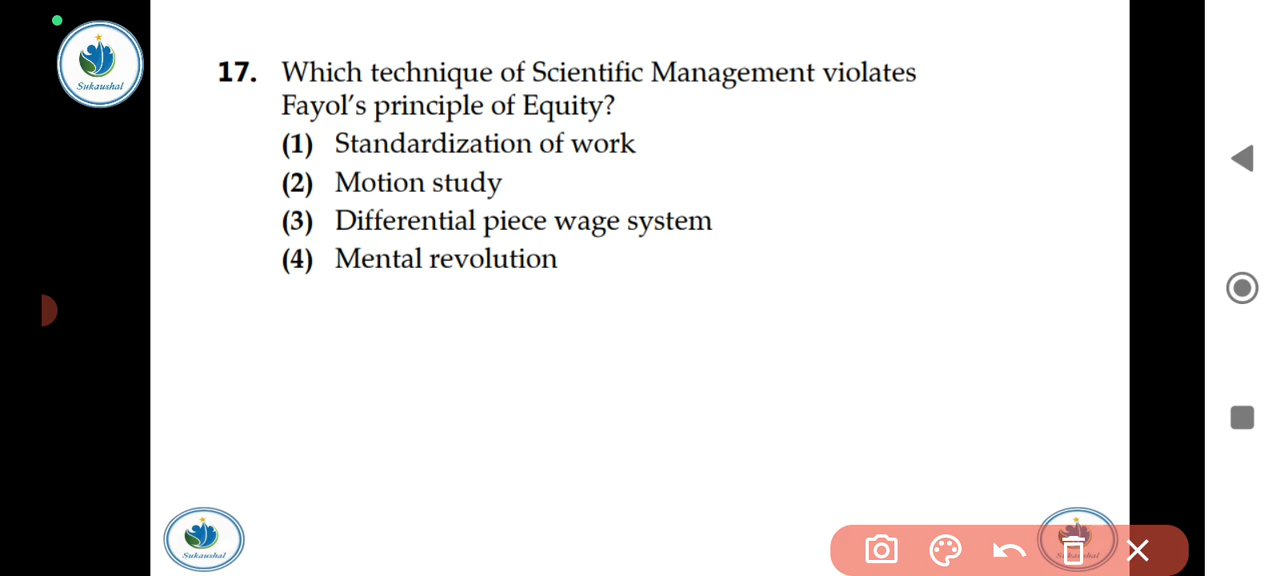 Sukaushal
17. Which technique of Scientific Management violates
Fayol's principle of Equity?
(1) Standardization of work
(2) Motion study
(3) Differential piece wage system
(4) Mental revolution
Sukaushal
Sukaushal